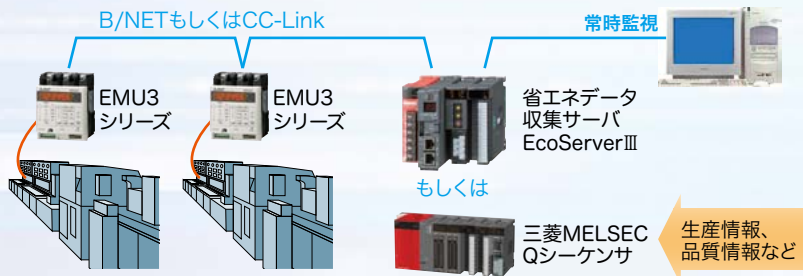 B/NETもしくはCC-Link
常時監視
EMU3
シリーズ
EMU3
シリーズ
省エネデータ
収集サーバ
EcoServerⅢ
もしくは
三菱MELSEC
Qシーケンサ
生産情報、
品質情報など